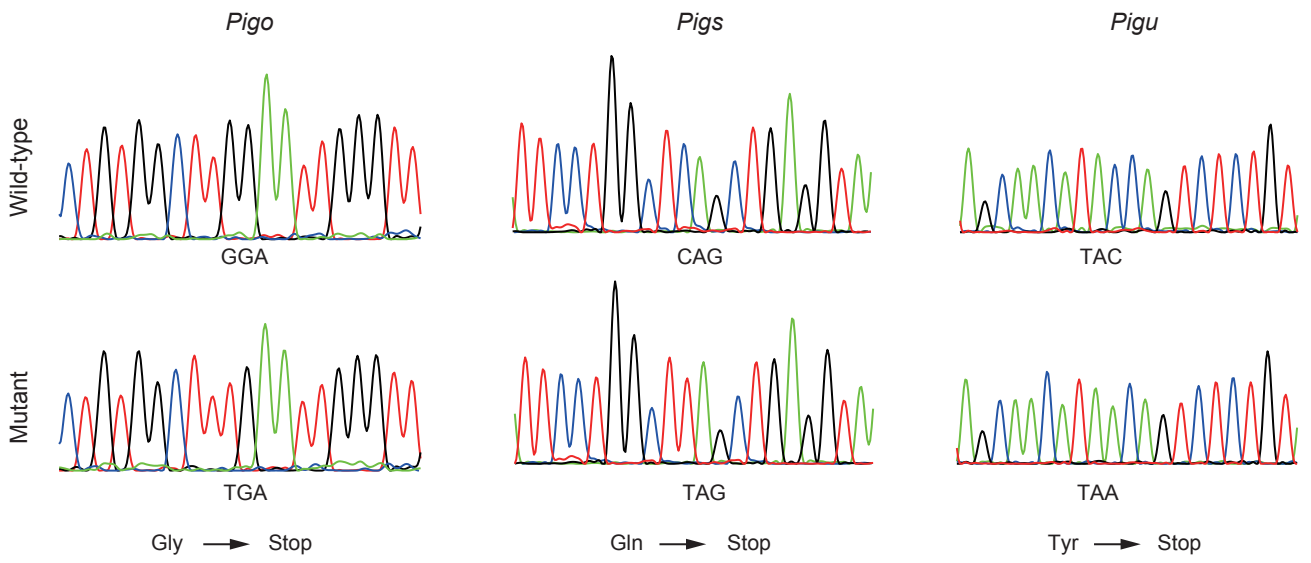 Pigo Pigs Pigu
Wild-type
GGA CAG TAC
Mutant
TGA TAG TAA
Gly → Stop Gln → Stop Tyr → Stop